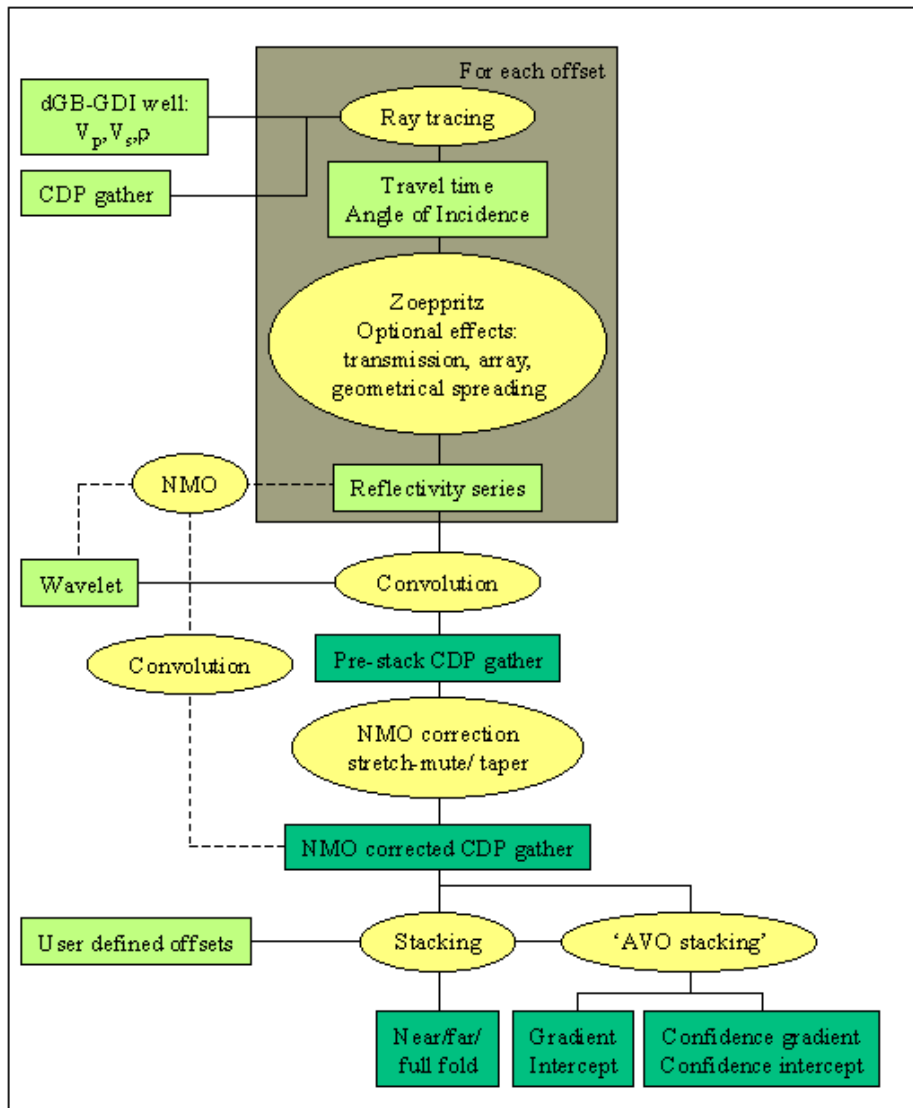 For each offset
dGB-GDI well:
Vp,Vs,ρ
Ray tracing
CDP gather
Travel time
Angle of Incidence
Zoeppritz
Optional effects:
transmission, array,
geometrical spreading
NMO
Reflectivity series
Wavelet
Convolution
Pre-stack CDP gather
Convolution
NMO correction
stretch-mute/ taper
NMO corrected CDP gather
User defined offsets
Stacking
‘AVO stacking’
Near/far/
full fold
Gradient
Intercept
Confidence gradient
Confidence intercept